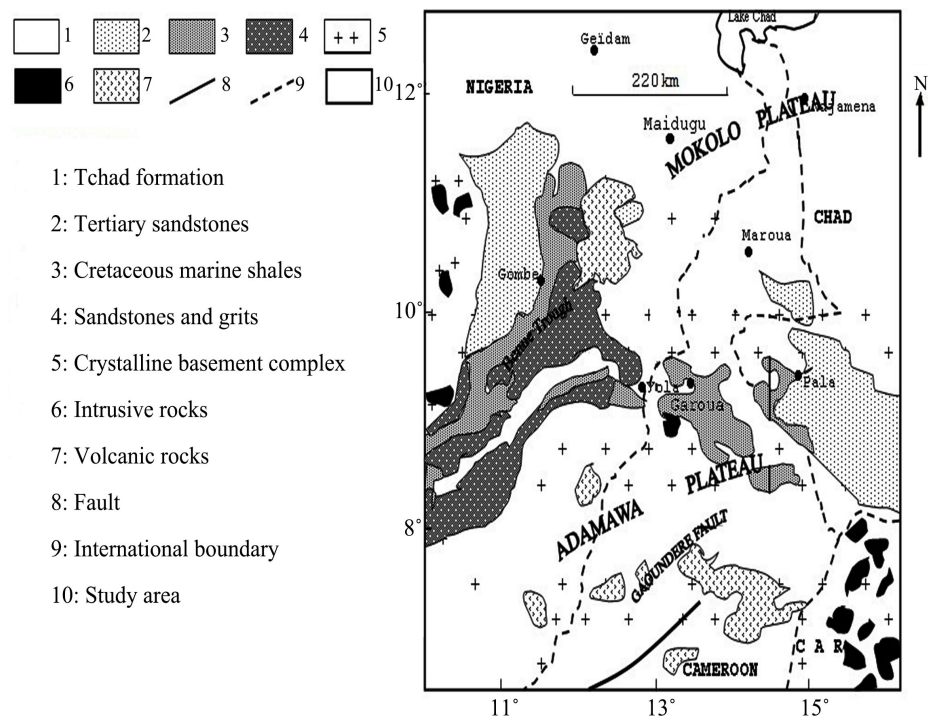 1
2
3
4
5
6
7
8
9
10
1: Tchad formation
2: Tertiary sandstones
3: Cretaceous marine shales
4: Sandstones and grits
5: Crystalline basement complex
6: Intrusive rocks
7: Volcanic rocks
8: Fault
9: International boundary
10: Study area
Lake Chad
Geïdam
220km
NIGERIA
12°
N
MOKOLO PLATEAU
Maidugu
CHAD
Maroua
Gombe
10°
Yola
Garoua
Pala
ADAMAWA PLATEAU
8°
GAOUNDERE FAULT
C A R
CAMEROON
11°
13°
15°